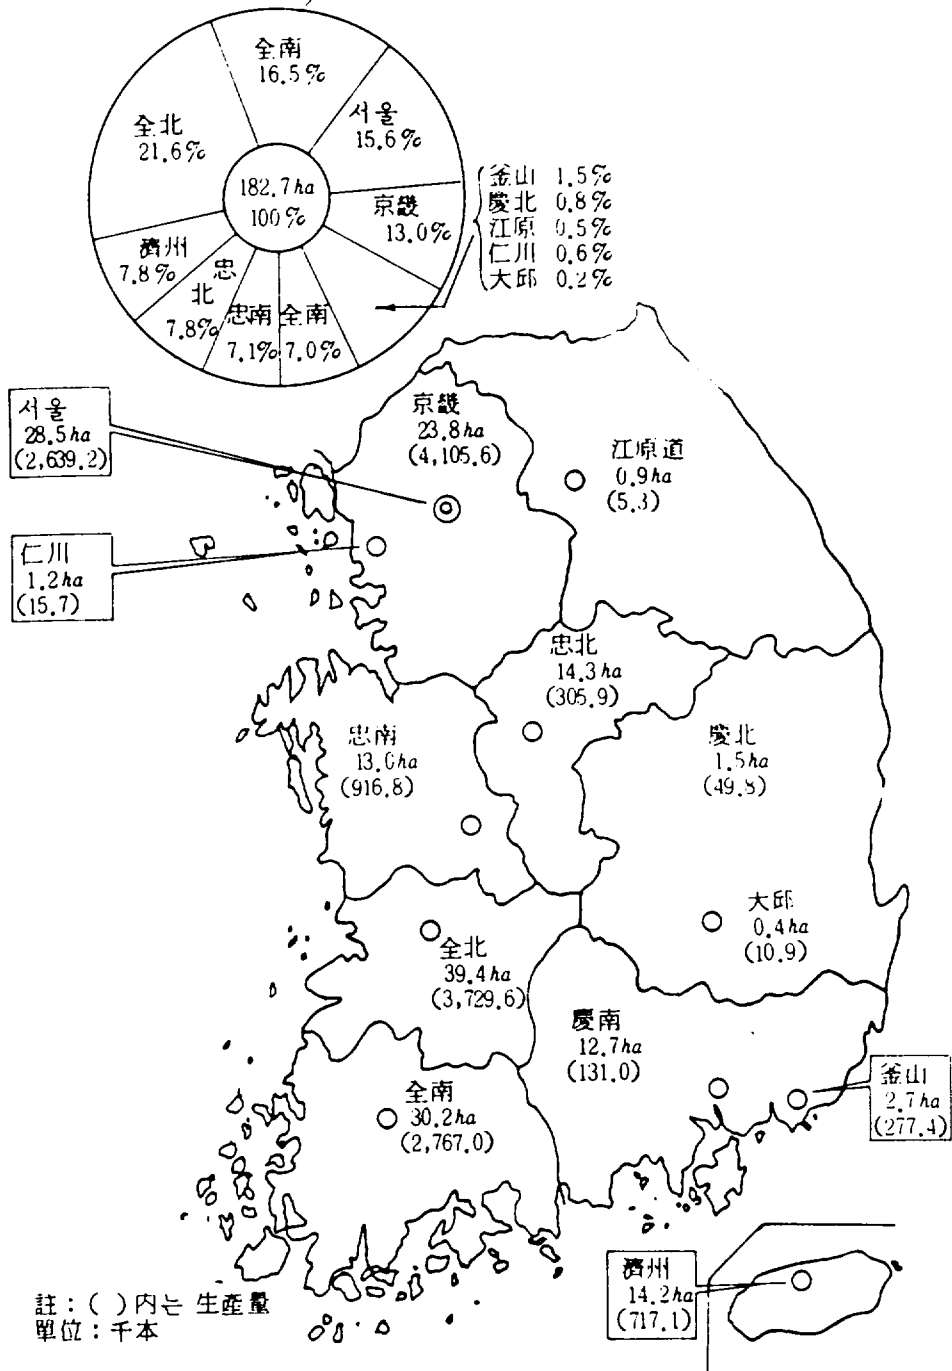 全南
16.5%
서울
15.6%
全北
21.6%
182.7ha
100%
京畿
13.0%
釜山 1.5%
慶北 0.8%
江原 0.5%
仁川 0.6%
大邱 0.2%
濟州
7.8%
忠
北
7.8%
忠南
7.1%
全南
7.0%
서울
28.5ha
(2,639.2)
京畿
23.8ha
(4,105.6)
江原道
0.9ha
(5.3)
仁川
1.2ha
(15.7)
忠北
14.3ha
(305.9)
忠南
13.0ha
(916.8)
慶北
1.5ha
(49.8)
大邱
0.4ha
(10.9)
全北
39.4ha
(3,729.6)
慶南
12.7ha
(131.0)
釜山
2.7ha
(277.4)
全南
30.2ha
(2,767.0)
濟州
14.2ha
(717.1)
註 : ( ) 内는 生産量
單位 : 千本